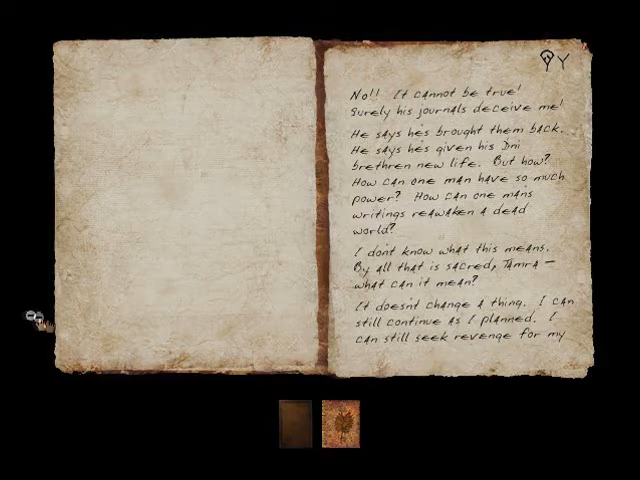 No!! It cannot be true!
Surely his journals deceive me!
He says he's brought them back.
He says he's given his Dni
brethren new life. But how?
How can one man have so much
power? How can one man's
writings reawaken a dead
world?
I don't know what this means.
By all that is sacred, Tamra —
what can it mean?
It doesn't change a thing. I can
still continue as I planned. I
can still seek revenge for my